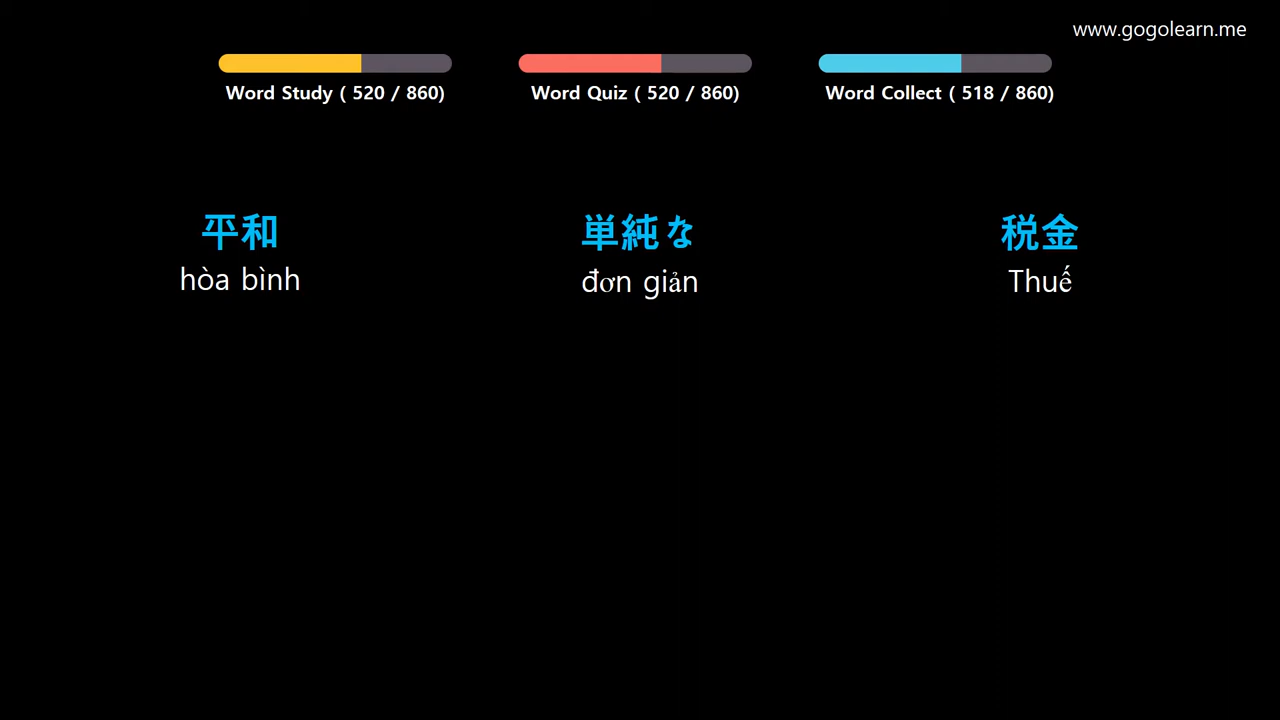 www.gogolearn.me
Word Study ( 520 / 860)
Word Quiz ( 520 / 860)
Word Collect ( 518 / 860)
平和
単純な
税金
hòa bình
đơn giản
Thuế